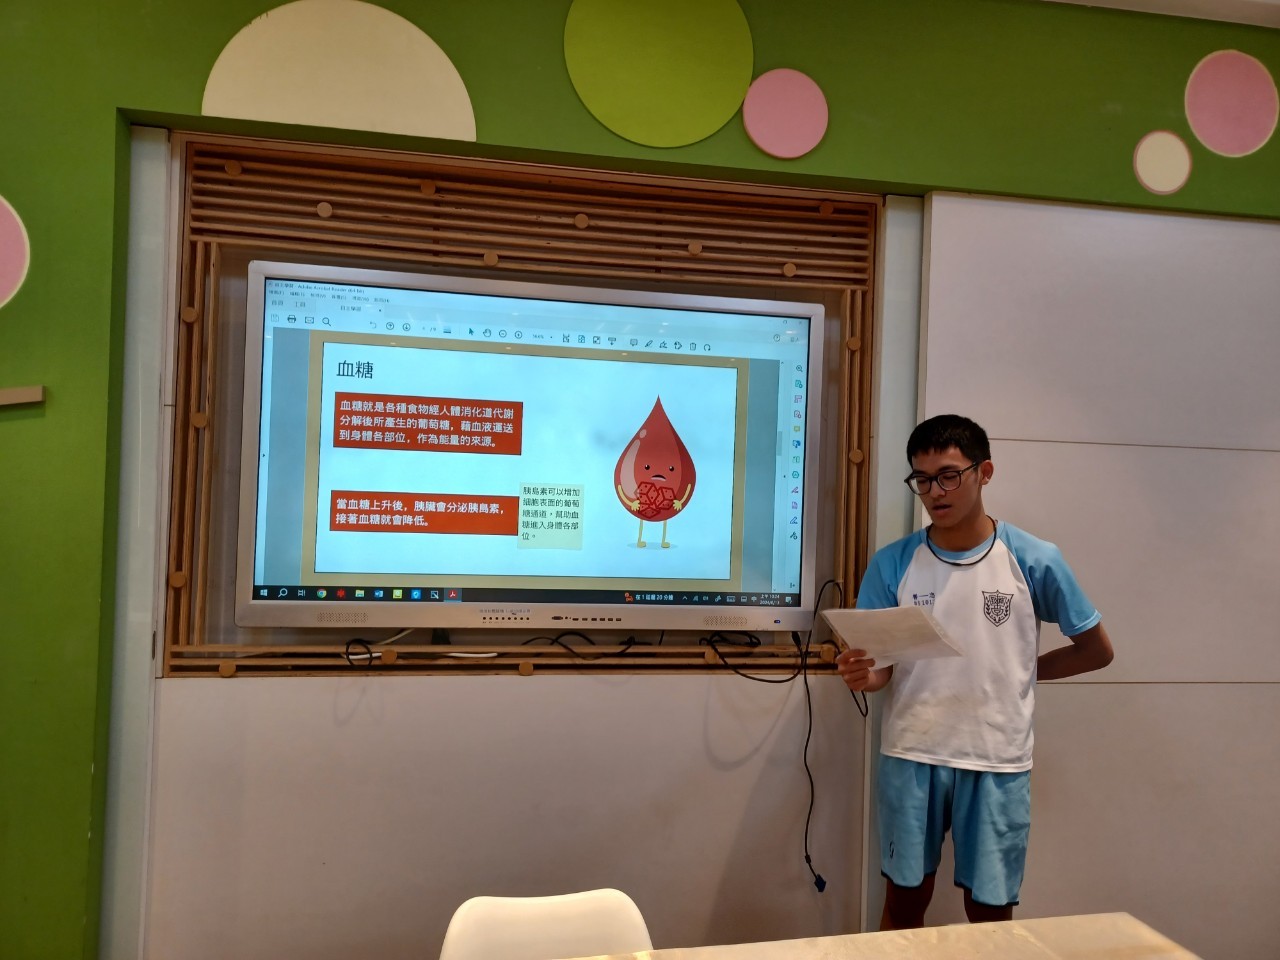 血糖
血糖就是各種食物經人體消化道代謝
分解後所產生的葡萄糖，藉血液運送
到身體各部位，作為能量的來源。
當血糖上升後，胰臟會分泌胰島素，
接著血糖就會降低。
胰島素可以增加
細胞表面的葡萄
糖通道，幫助血
糖進入身體各部
位。